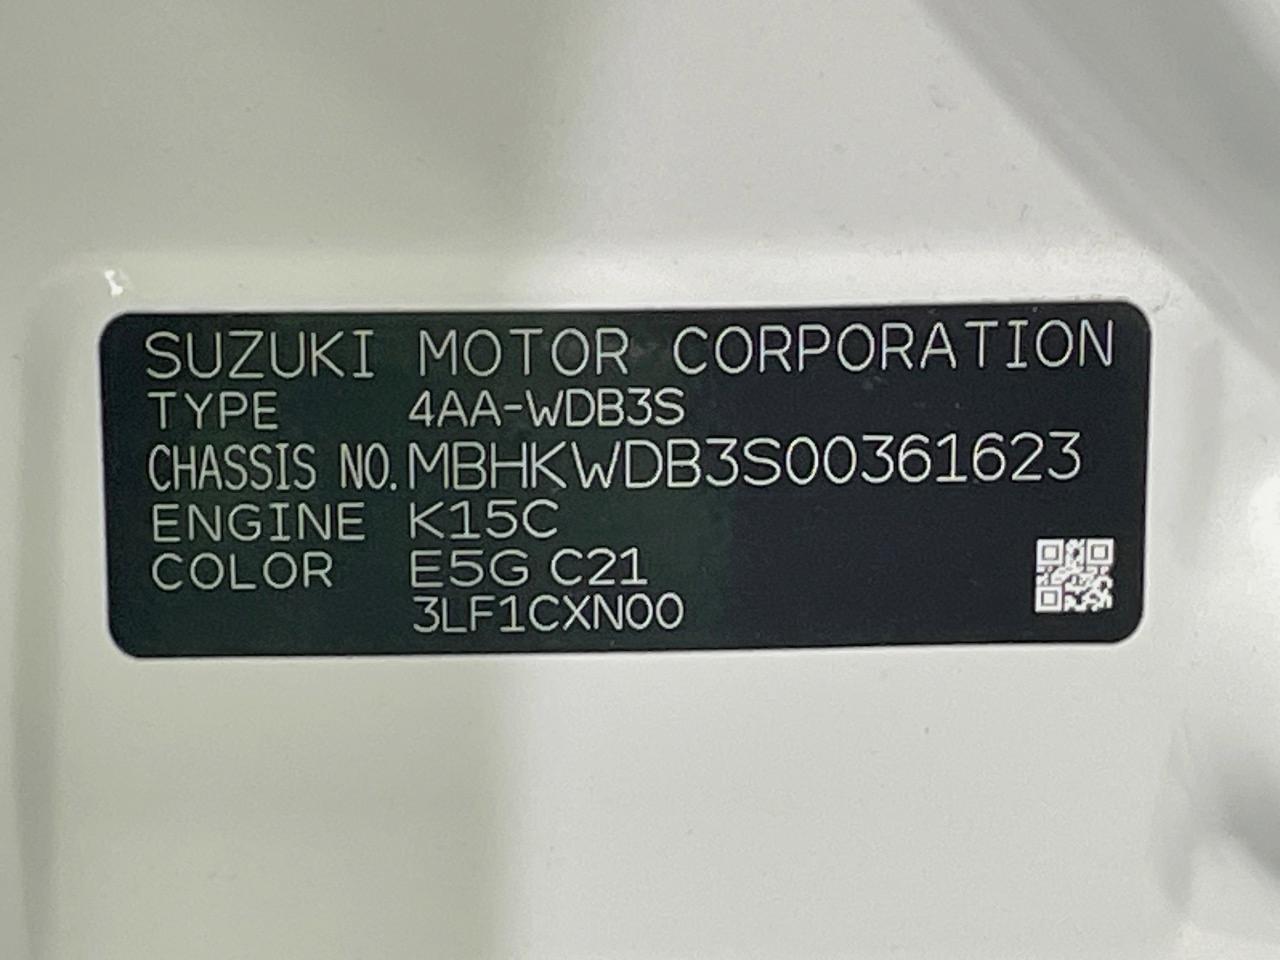 SUZUKI MOTOR CORPORATION
TYPE 4AA-WDB3S
CHASSIS NO. MBHKWDB3S00361623
ENGINE K15C
COLOR E5G C21
3LF1CXN00